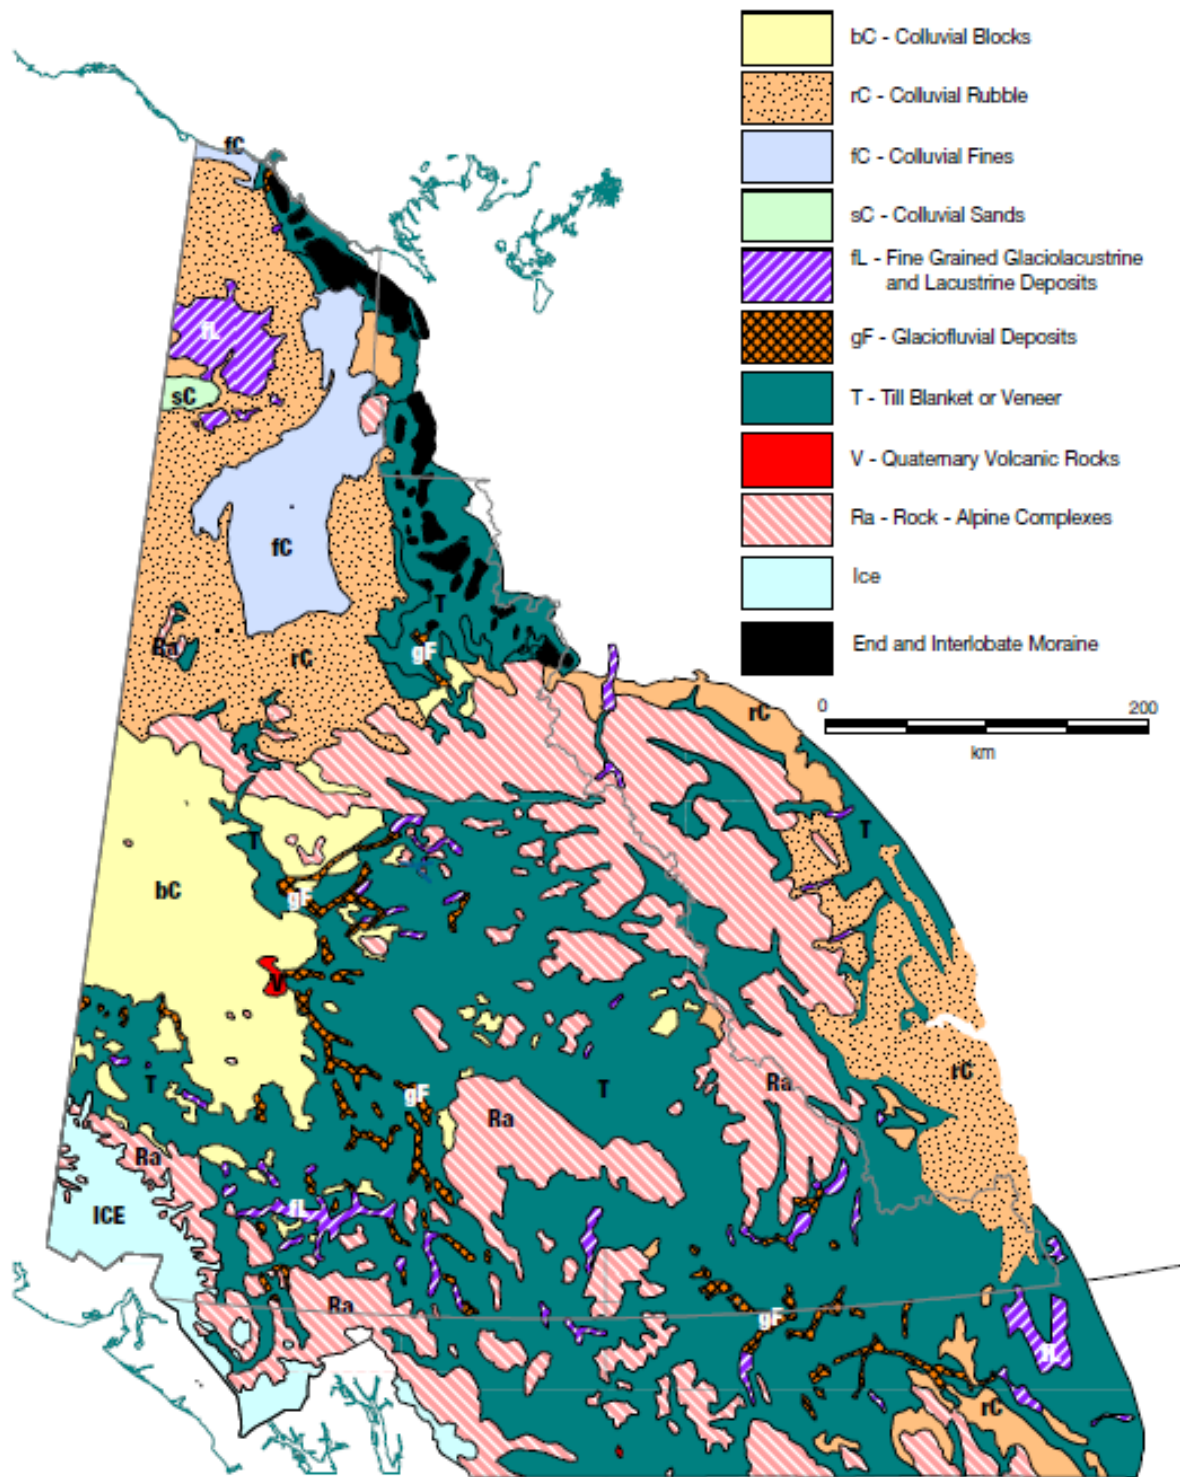 bC - Colluvial Blocks
rC - Colluvial Rubble
fC - Colluvial Fines
sC - Colluvial Sands
fL - Fine Grained Glaciolacustrine
and Lacustrine Deposits
gF - Glaciofluvial Deposits
T - Till Blanket or Veneer
V - Quaternary Volcanic Rocks
Ra - Rock - Alpine Complexes
Ice
End and Interlobate Moraine
0 200
km
fC
fL
sC
fC
T
Ra
rC
gF
rC
T
T
bC
gF
V
T
T
gF
Ra
Ra
rC
Ra
ICE
fL
Ra
gF
fL
rC